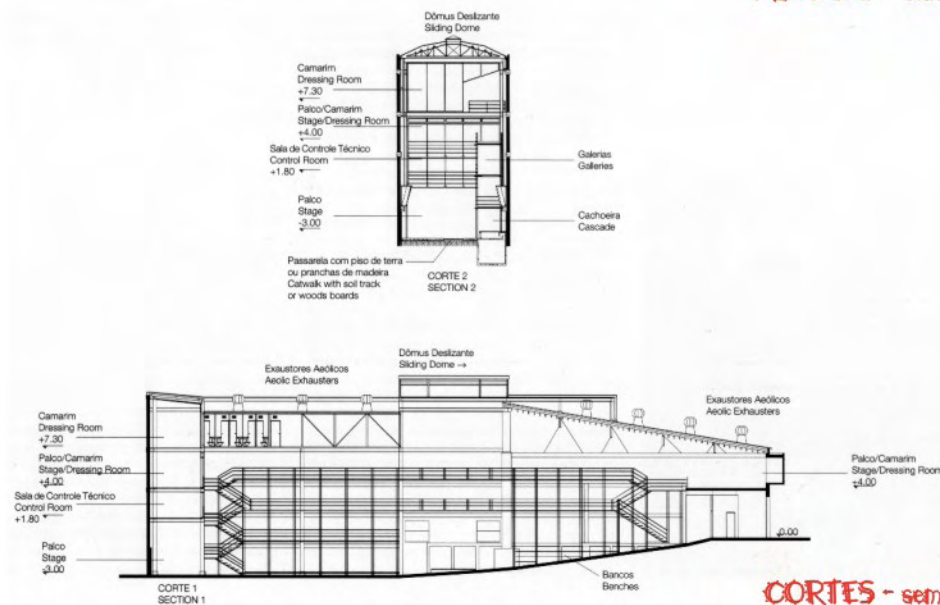 Dômus Deslizante
Sliding Dome
Camarim
Dressing Room
+7.30
Palco/Camarim
Stage/Dressing Room
+4.00
Sala de Controle Técnico
Control Room
+1.80
Palco
Stage
-3.00
Galerias
Galleries
Cachoeira
Cascade
Passarela com piso de terra
ou pranchas de madeira
Catwalk with soil track
or woods boards
CORTE 2
SECTION 2
Dômus Deslizante
Sliding Dome →
Exaustores Aeólicos
Aeolic Exhausters
Exaustores Aeólicos
Aeolic Exhausters
Camarim
Dressing Room
+7.30
Palco/Camarim
Stage/Dressing Room
+4.00
Sala de Controle Técnico
Control Room
+1.80
Palco
Stage
-3.00
Palco/Camarim
Stage/Dressing Room
+4.00
0.00
Bancos
Benches
CORTE 1
SECTION 1
CORTES - sem